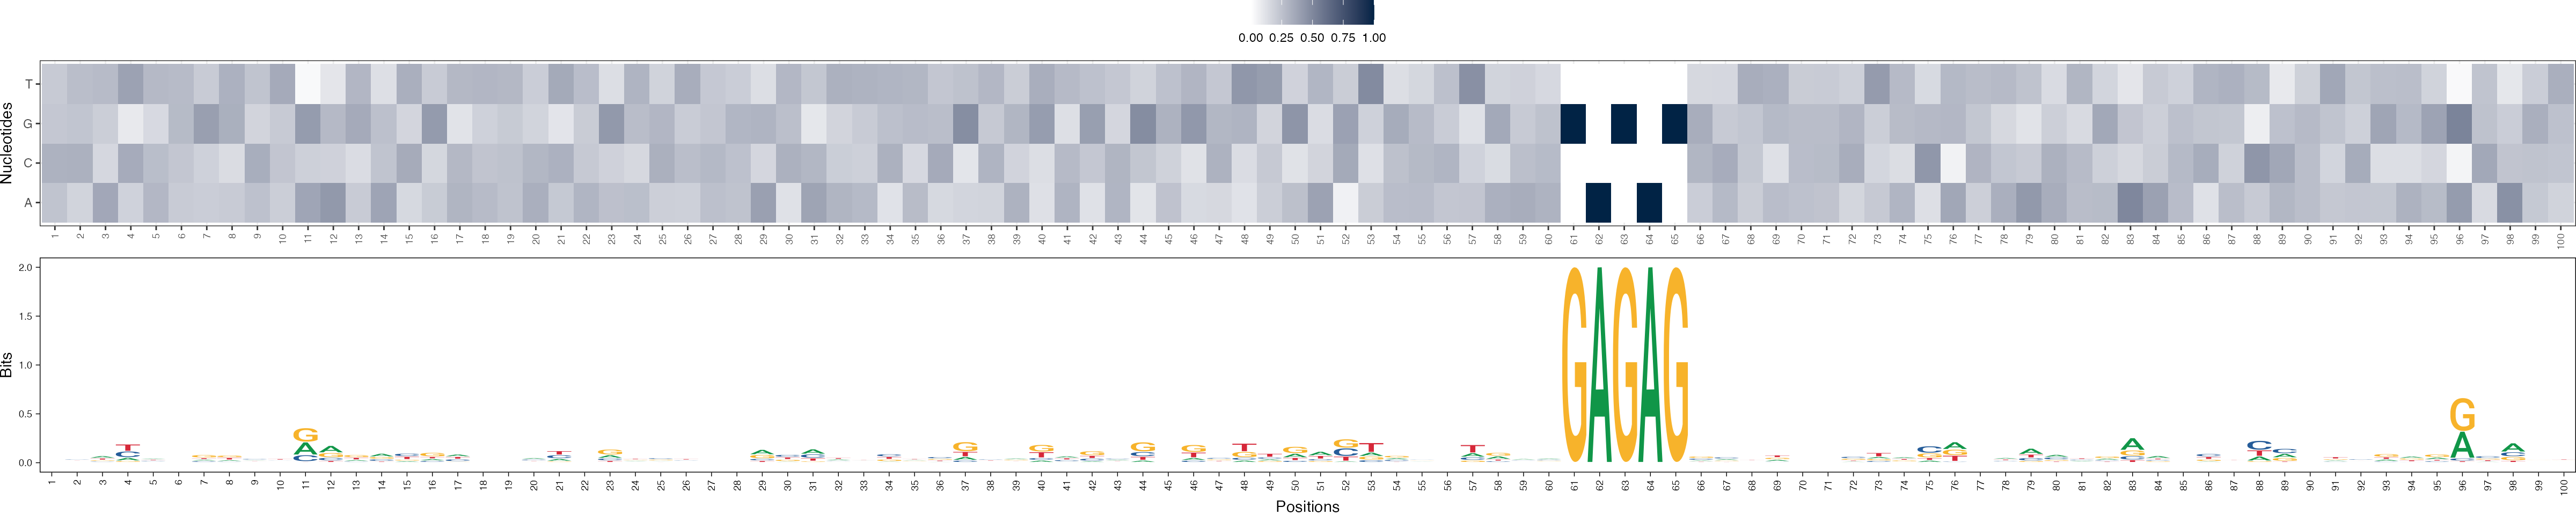 0.00 0.25 0.50 0.75 1.00
Nucleotides
T
G
C
A
1 2 3 4 5 6 7 8 9 10 11 12 13 14 15 16 17 18 19 20 21 22 23 24 25 26 27 28 29 30 31 32 33 34 35 36 37 38 39 40 41 42 43 44 45 46 47 48 49 50 51 52 53 54 55 56 57 58 59 60 61 62 63 64 65 66 67 68 69 70 71 72 73 74 75 76 77 78 79 80 81 82 83 84 85 86 87 88 89 90 91 92 93 94 95 96 97 98 99 100
Bits
2.0
1.5
1.0
0.5
0.0
GAGAG
1 2 3 4 5 6 7 8 9 10 11 12 13 14 15 16 17 18 19 20 21 22 23 24 25 26 27 28 29 30 31 32 33 34 35 36 37 38 39 40 41 42 43 44 45 46 47 48 49 50 51 52 53 54 55 56 57 58 59 60 61 62 63 64 65 66 67 68 69 70 71 72 73 74 75 76 77 78 79 80 81 82 83 84 85 86 87 88 89 90 91 92 93 94 95 96 97 98 99 100
Positions